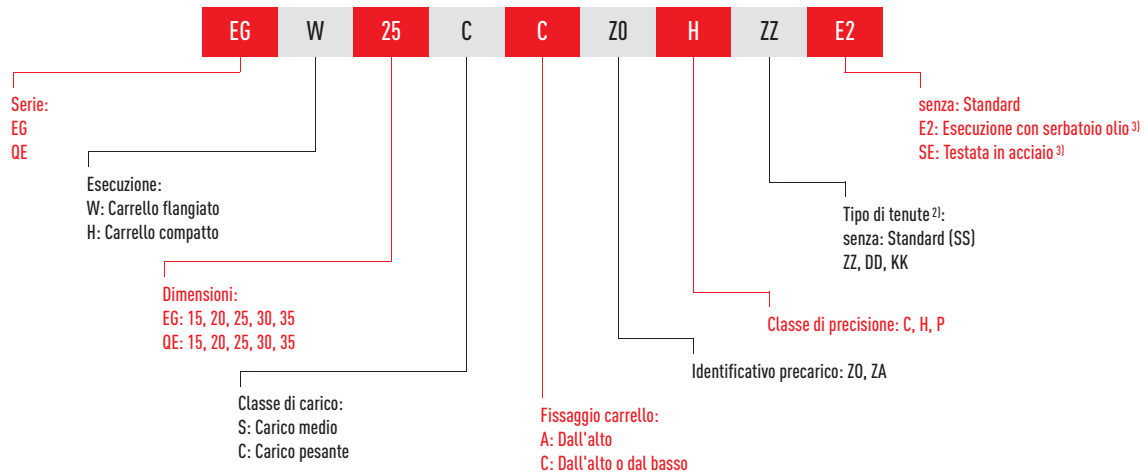 EG W 25 C C Z0 H ZZ E2
Serie:
EG
QE
Esecuzione:
W: Carrello flangiato
H: Carrello compatto
Dimensioni:
EG: 15, 20, 25, 30, 35
QE: 15, 20, 25, 30, 35
Classe di carico:
S: Carico medio
C: Carico pesante
Fissaggio carrello:
A: Dall'alto
C: Dall'alto o dal basso
Identificativo precarico: Z0, ZA
Classe di precisione: C, H, P
Tipo di tenute 2):
senza: Standard (SS)
ZZ, DD, KK
senza: Standard
E2: Esecuzione con serbatoio olio 3)
SE: Testata in acciaio 3)